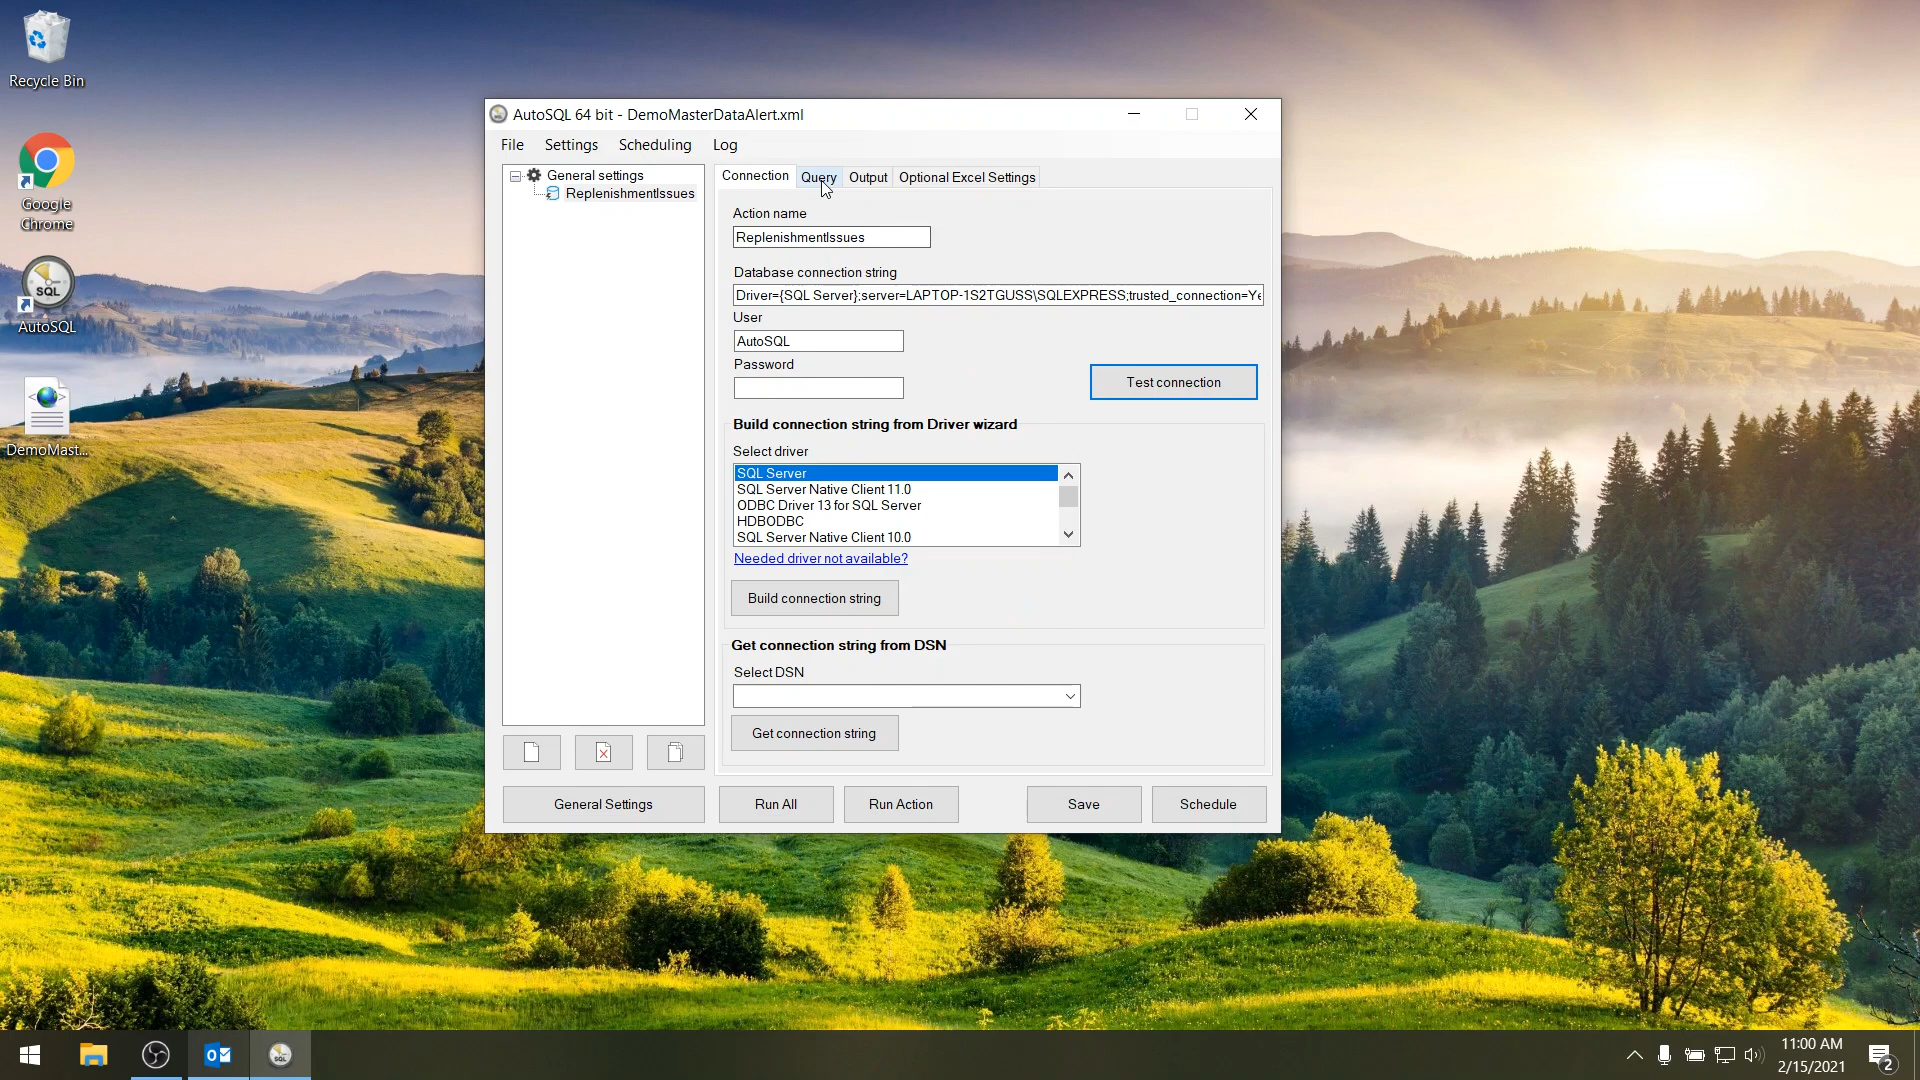 Recycle Bin
Google
Chrome
SQL
AutoSQL
DemoMast...
AutoSQL 64 bit - DemoMasterDataAlert.xml
File Settings Scheduling Log
General settings
ReplenishmentIssues
Connection Query Output Optional Excel Settings
Action name
ReplenishmentIssues
Database connection string
Driver={SQL Server};server=LAPTOP-1S2TGUSS\SQLEXPRESS;trusted_connection=Ye
User
AutoSQL
Password
Test connection
Build connection string from Driver wizard
Select driver
SQL Server
SQL Server Native Client 11.0
ODBC Driver 13 for SQL Server
HDBODBC
SQL Server Native Client 10.0
Needed driver not available?
Build connection string
Get connection string from DSN
Select DSN
Get connection string
General Settings Run All Run Action Save Schedule
11:00 AM
2/15/2021
2